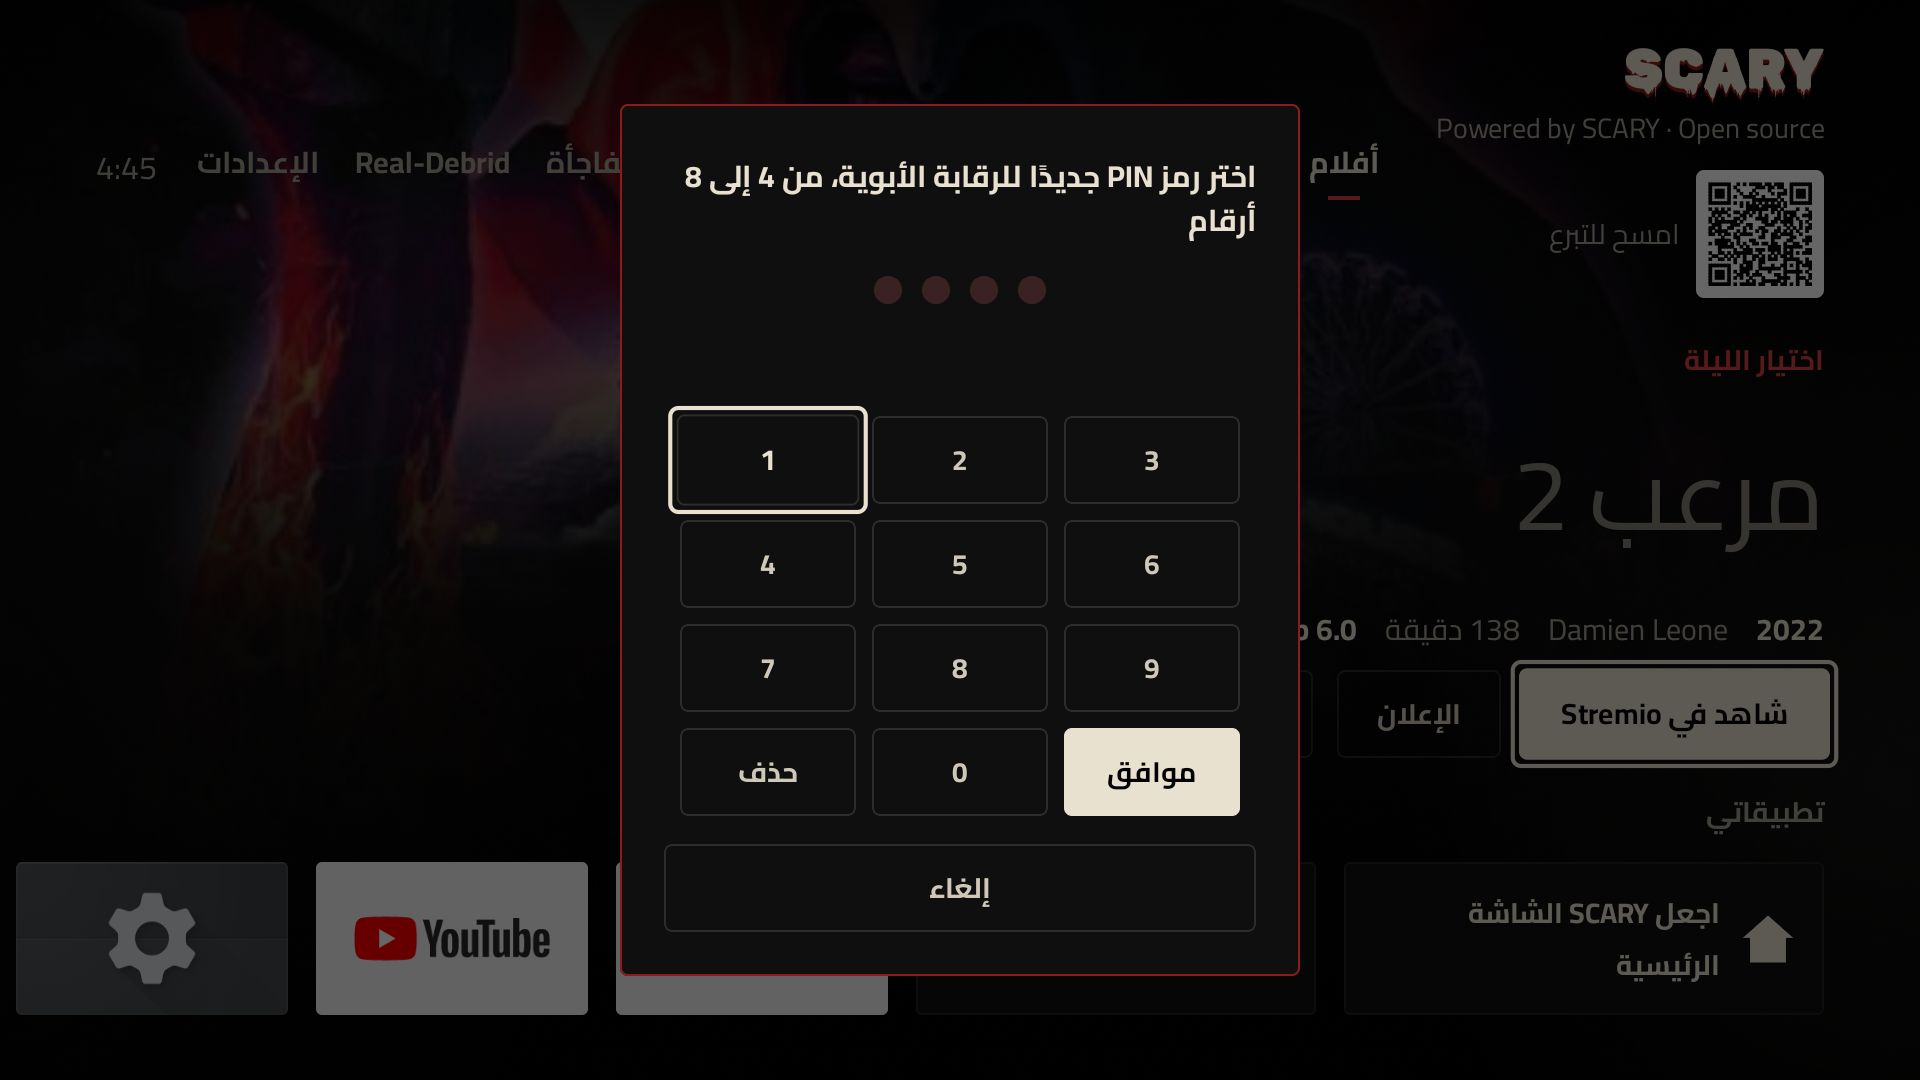 SCARY
Powered by SCARY · Open source
أفلام
Real-Debrid
الإعدادات
4:45
امسح للتبرع
اختيار الليلة
مرعب 2
2022 Damien Leone 138 دقيقة 6.0
شاهد في Stremio
الإعلان
تطبيقاتي
اجعل SCARY الشاشة
الرئيسية
YouTube
اختر رمز PIN جديدًا للرقابة الأبوية، من 4 إلى 8
أرقام
1 2 3
4 5 6
7 8 9
حذف 0 موافق
إلغاء